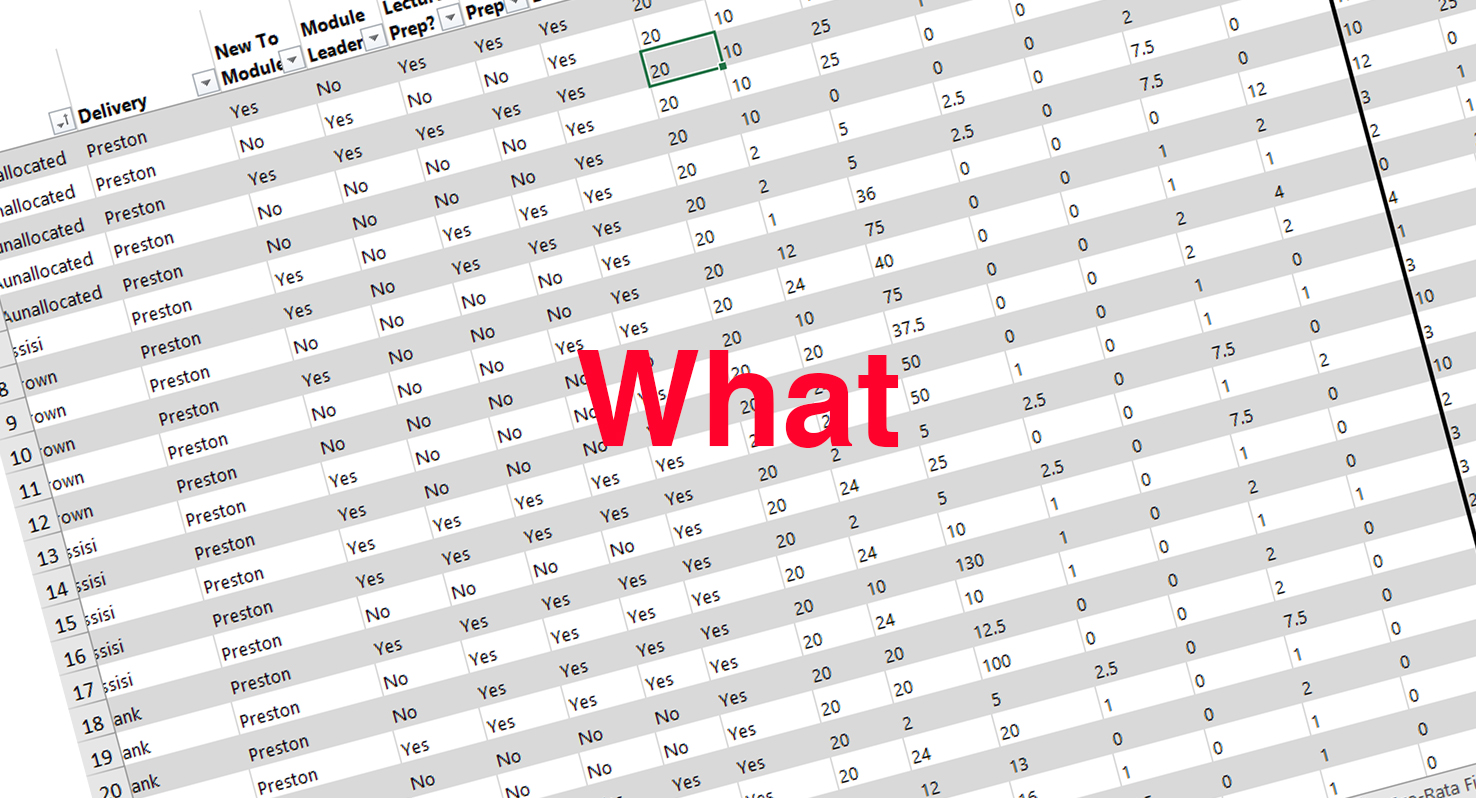 New To Module
Module Leader
Prep?
Prep
Delivery
allocated Preston Yes No Yes Yes Yes 20
nallocated Preston No Yes No No Yes 20 10
unallocated Preston Yes Yes Yes Yes Yes 20 10 25
Aunallocated Preston No No No No Yes 20 10 25 0 0
Aunallocated Preston No No No No Yes 20 10 0 0 0 2
ssisi Preston Yes No Yes Yes Yes 20 2 5 2.5 0 7.5 0
8 own Preston Yes No Yes Yes Yes 20 2 5 2.5 0 7.5 0 10 25
9 own Preston No No No No Yes 20 1 36 0 0 0 12 12 0
10 own Preston Yes No No No Yes 20 12 75 0 0 1 2 3 1
11 own Preston No No No Yes Yes 20 24 40 0 0 1 1 2 1
12 own Preston No No No No 20 10 75 0 0 2 4 0
13 ssisi Preston Yes No No No Yes 20 20 37.5 0 0 2 2 4
14 ssisi Preston Yes No No No 20 50 0 0 1 0 1
15 ssisi Preston Yes Yes Yes Yes Yes 50 1 0 1 1 3
16 ssisi Preston Yes Yes Yes Yes Yes 20 2 5 2.5 0 7.5 0 10
17 ssisi Preston No No No No Yes 20 24 25 0 0 1 2 3
18 ank Preston Yes Yes Yes Yes Yes 20 2 5 2.5 0 7.5 0 10
19 ank Preston No Yes Yes Yes Yes 20 24 10 1 0 1 0 2
20 ank Preston No Yes Yes Yes Yes 20 10 130 1 0 2 0 3
Preston Yes Yes Yes Yes Yes 20 24 10 1 0 1 1 3
No No No No Yes 20 20 12.5 0 0 2 0
No No No Yes 20 20 100 0 0 2 0
Yes Yes 20 2 5 2.5 0 7.5 0
20 24 20 1 0 1 0
12 13 0 0 2 0
1 0 1 0
0 1 0
1 0
What